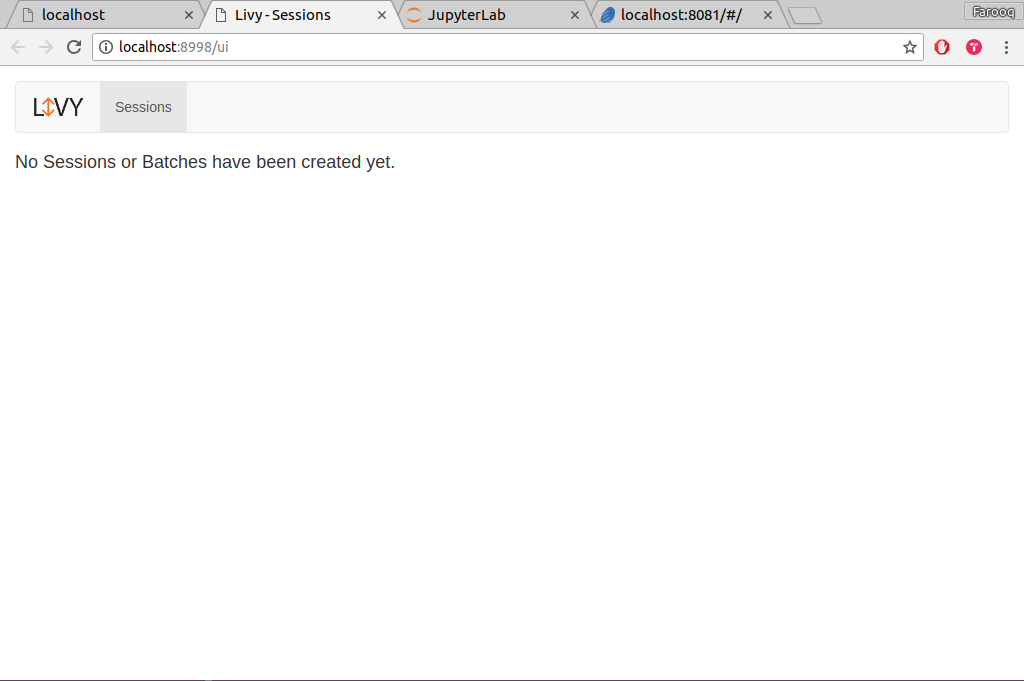 localhost
Livy - Sessions
JupyterLab
localhost:8081/#/
Farooq
localhost:8998/ui
LIVY
Sessions
No Sessions or Batches have been created yet.